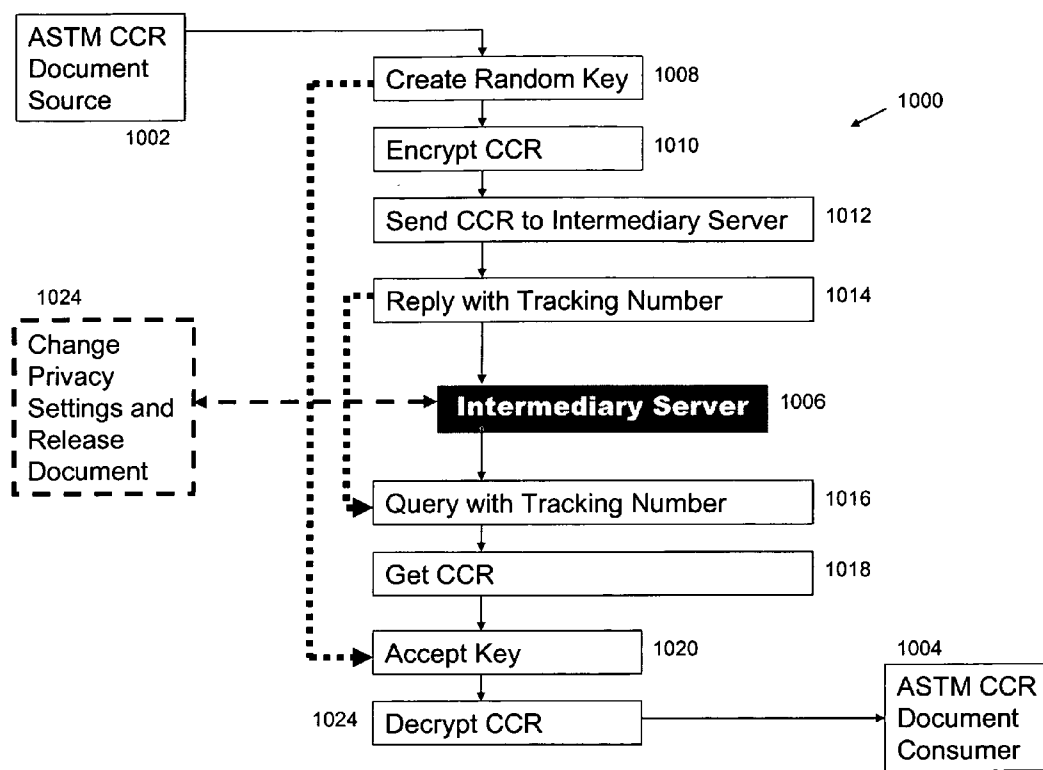 ASTM CCR
Document
Source
1002
Create Random Key
1008
1000
Encrypt CCR
1010
Send CCR to Intermediary Server
1012
Reply with Tracking Number
1014
1024
Change
Privacy
Settings and
Release
Document
Intermediary Server
1006
Query with Tracking Number
1016
Get CCR
1018
Accept Key
1020
1024
Decrypt CCR
1004
ASTM CCR
Document
Consumer